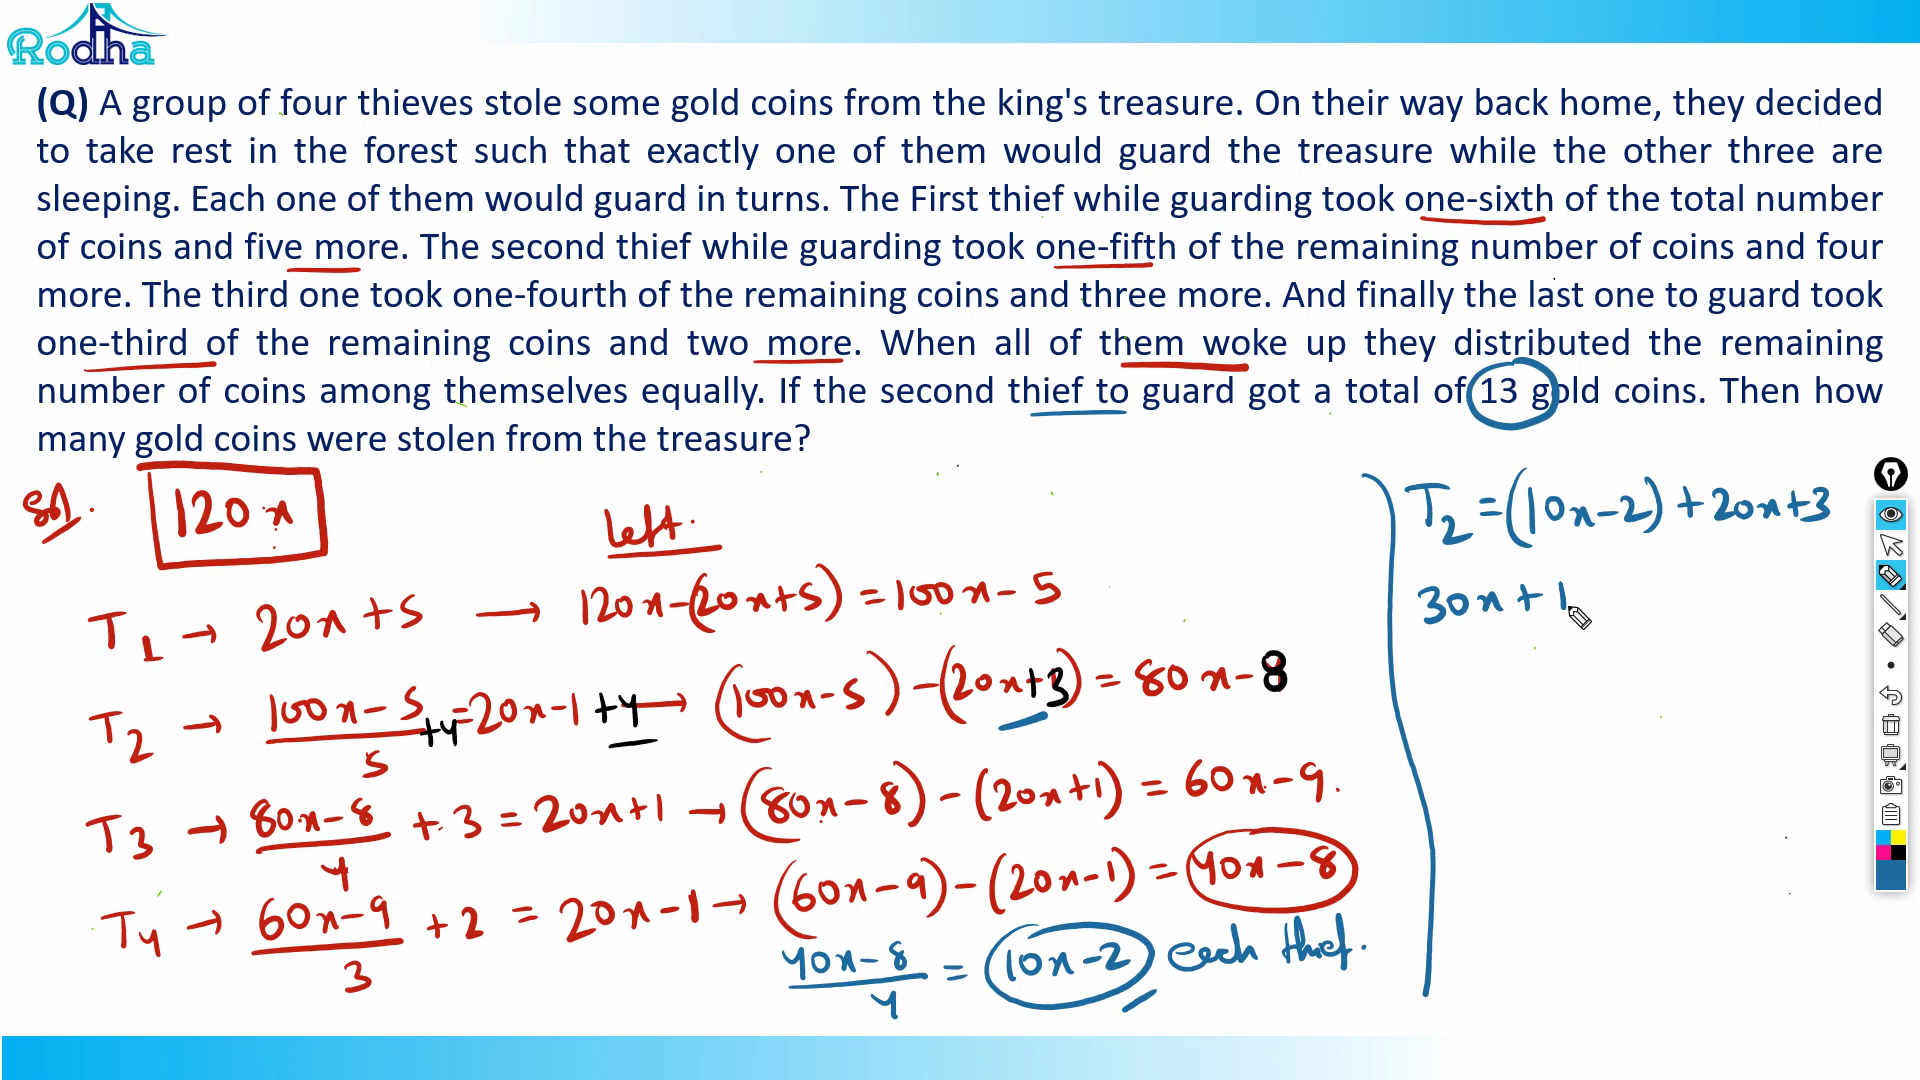 Rodha
(Q) A group of four thieves stole some gold coins from the king's treasure. On their way back home, they decided
to take rest in the forest such that exactly one of them would guard the treasure while the other three are
sleeping. Each one of them would guard in turns. The First thief while guarding took one-sixth of the total number
of coins and five more. The second thief while guarding took one-fifth of the remaining number of coins and four
more. The third one took one-fourth of the remaining coins and three more. And finally the last one to guard took
one-third of the remaining coins and two more. When all of them woke up they distributed the remaining
number of coins among themselves equally. If the second thief to guard got a total of 13 gold coins. Then how
many gold coins were stolen from the treasure?
120x
left.
T1 → 20x+5 → 120x-(20x+5) = 100x-5
T2 → (100x-5)/5 +4 = 20x-1 +4 → (100x-5) - (20x+3) = 80x-8
T3 → (80x-8)/4 + 3 = 20x+1 → (80x-8) - (20x+1) = 60x-9.
T4 → (60x-9)/3 + 2 = 20x-1 → (60x-9) - (20x-1) = 40x-8
(40x-8)/4 = 10x-2 each thief.
T2 = (10x-2) + 20x+3
30x+1